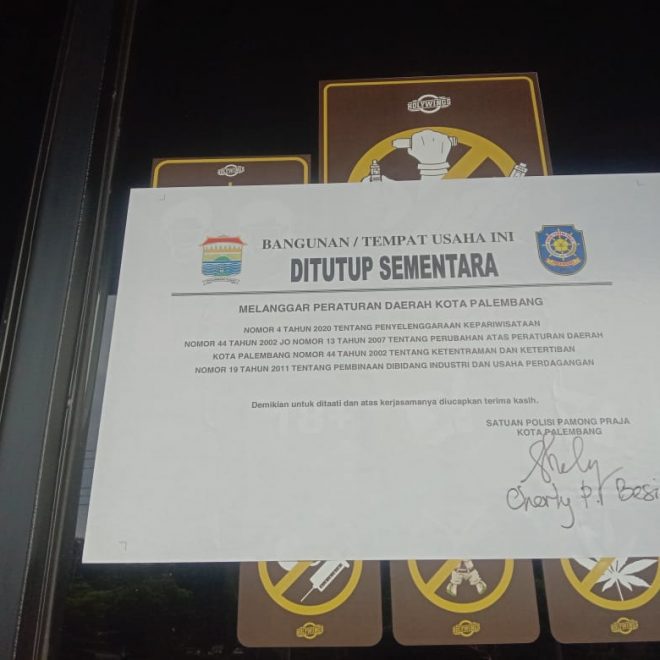 HOLYWINGS
HOLYWINGS
BANGUNAN / TEMPAT USAHA INI
DITUTUP SEMENTARA
MELANGGAR PERATURAN DAERAH KOTA PALEMBANG
NOMOR 4 TAHUN 2020 TENTANG PENYELENGGARAAN KEPARIWISATAAN
NOMOR 44 TAHUN 2002 JO NOMOR 13 TAHUN 2007 TENTANG PERUBAHAN ATAS PERATURAN DAERAH
KOTA PALEMBANG NOMOR 44 TAHUN 2002 TENTANG KETENTRAMAN DAN KETERTIBAN
NOMOR 19 TAHUN 2011 TENTANG PEMBINAAN DIBIDANG INDUSTRI DAN USAHA PERDAGANGAN
Demikian untuk ditaati dan atas kerjasamanya diucapkan terima kasih.
SATUAN POLISI PAMONG PRAJA
KOTA PALEMBANG
Cherly P. Besi
HOLYWINGS
HOLYWINGS
HOLYWINGS